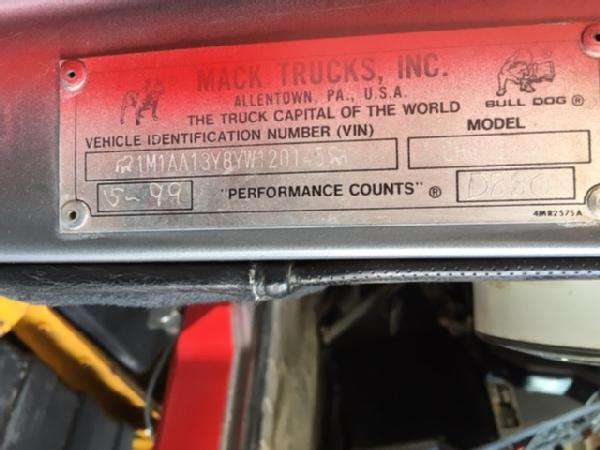 MACK TRUCKS, INC.
ALLENTOWN, PA., U.S.A.
THE TRUCK CAPITAL OF THE WORLD
BULL DOG ®
VEHICLE IDENTIFICATION NUMBER (VIN) MODEL
1M1AA13Y8YW120145
5-99 "PERFORMANCE COUNTS" ®
4MR2575A